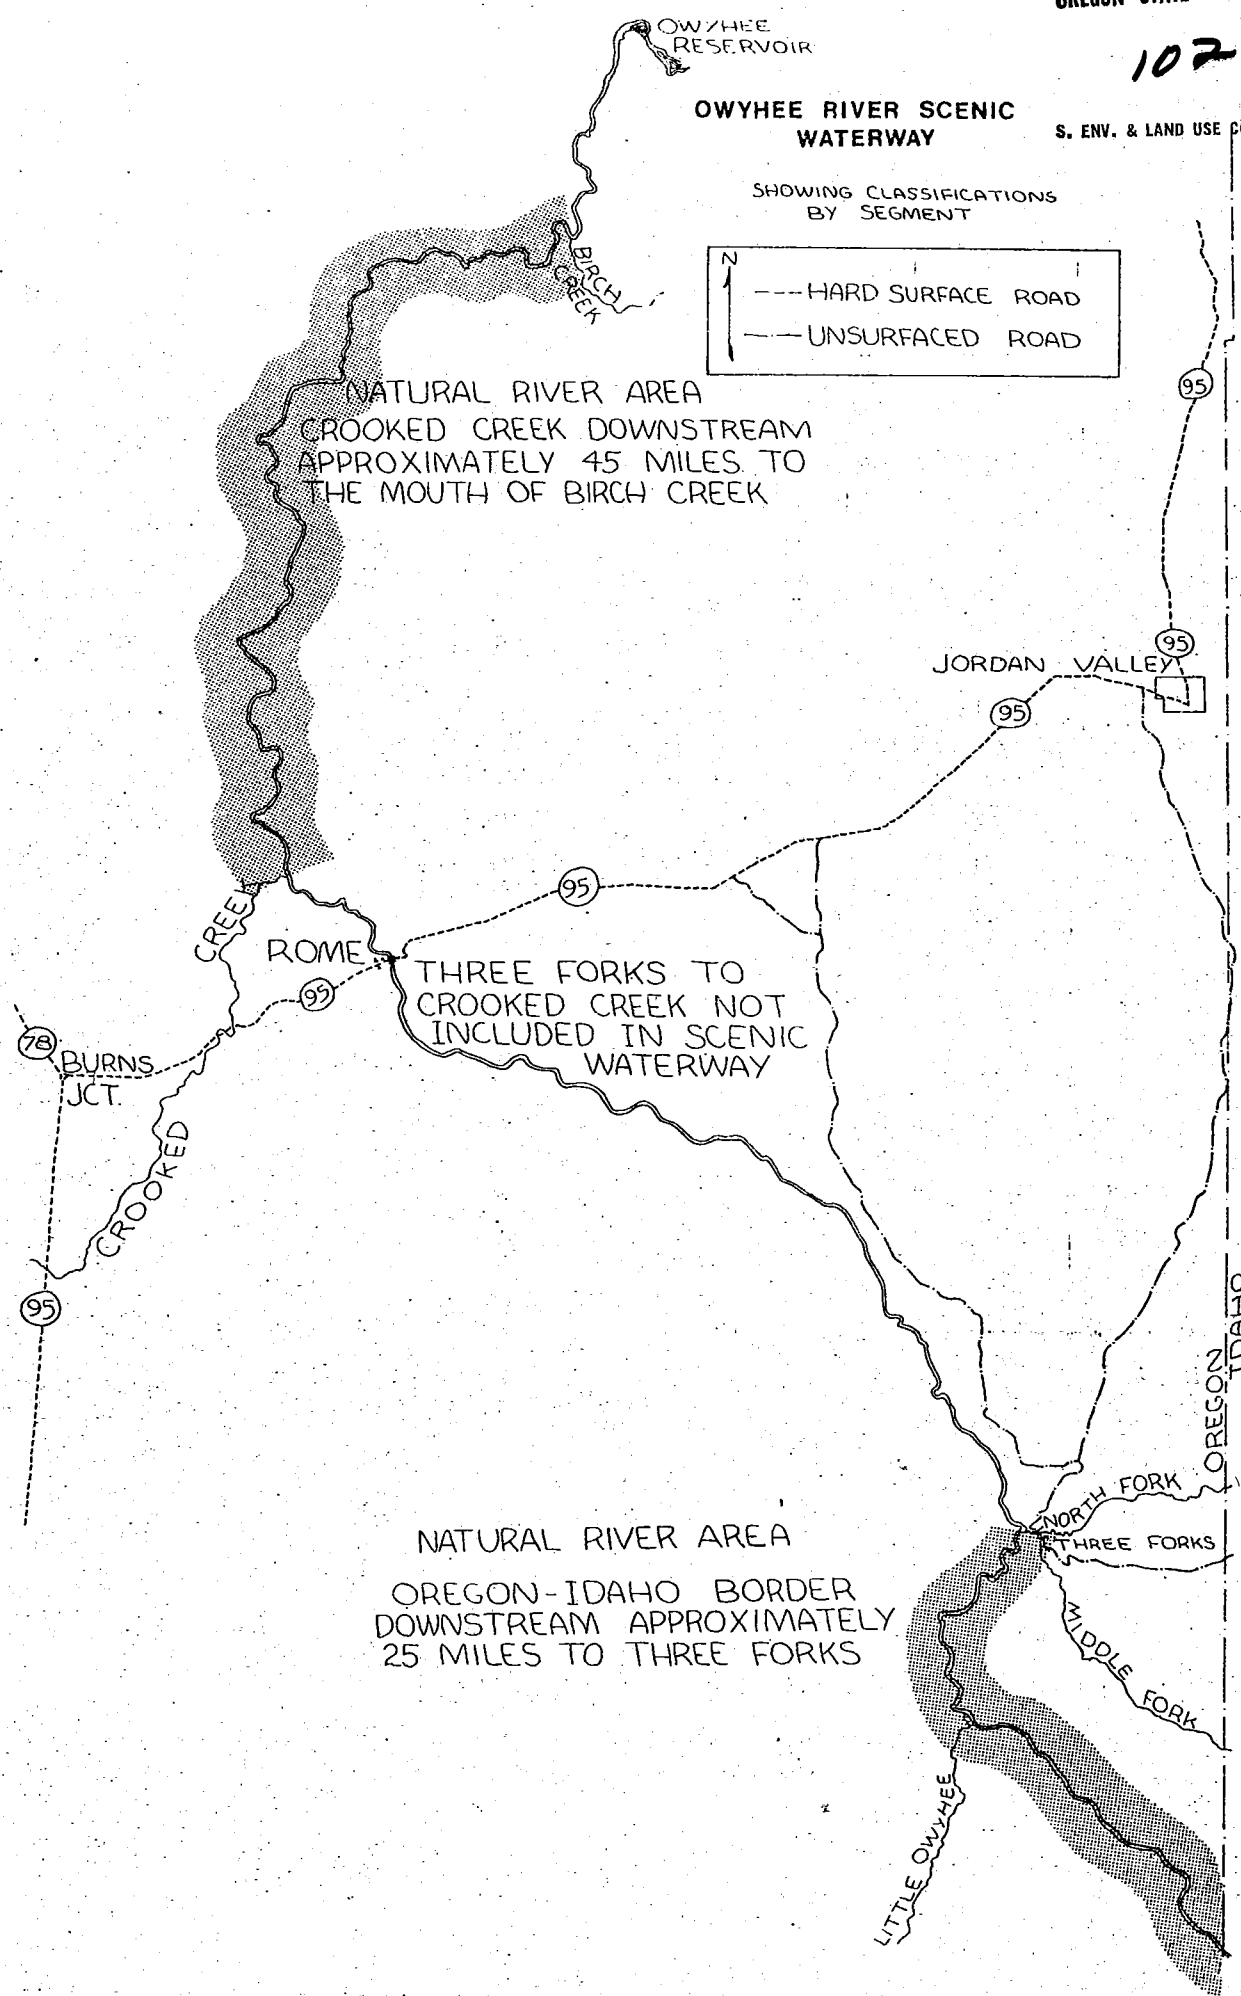 OREGON STATE
102
OWYHEE RESERVOIR
OWYHEE RIVER SCENIC
WATERWAY
S. ENV. & LAND USE
SHOWING CLASSIFICATIONS
BY SEGMENT
N
HARD SURFACE ROAD
UNSURFACED ROAD
BIRCH
CREEK
95
NATURAL RIVER AREA
CROOKED CREEK DOWNSTREAM
APPROXIMATELY 45 MILES TO
THE MOUTH OF BIRCH CREEK
95
JORDAN VALLEY
95
95
CREEK
ROME
95
THREE FORKS TO
CROOKED CREEK NOT
INCLUDED IN SCENIC
WATERWAY
78
BURNS
JCT.
CROOKED
95
OREGON
IDAHO
NORTH FORK
THREE FORKS
MIDDLE FORK
NATURAL RIVER AREA
OREGON-IDAHO BORDER
DOWNSTREAM APPROXIMATELY
25 MILES TO THREE FORKS
LITTLE OWYHEE